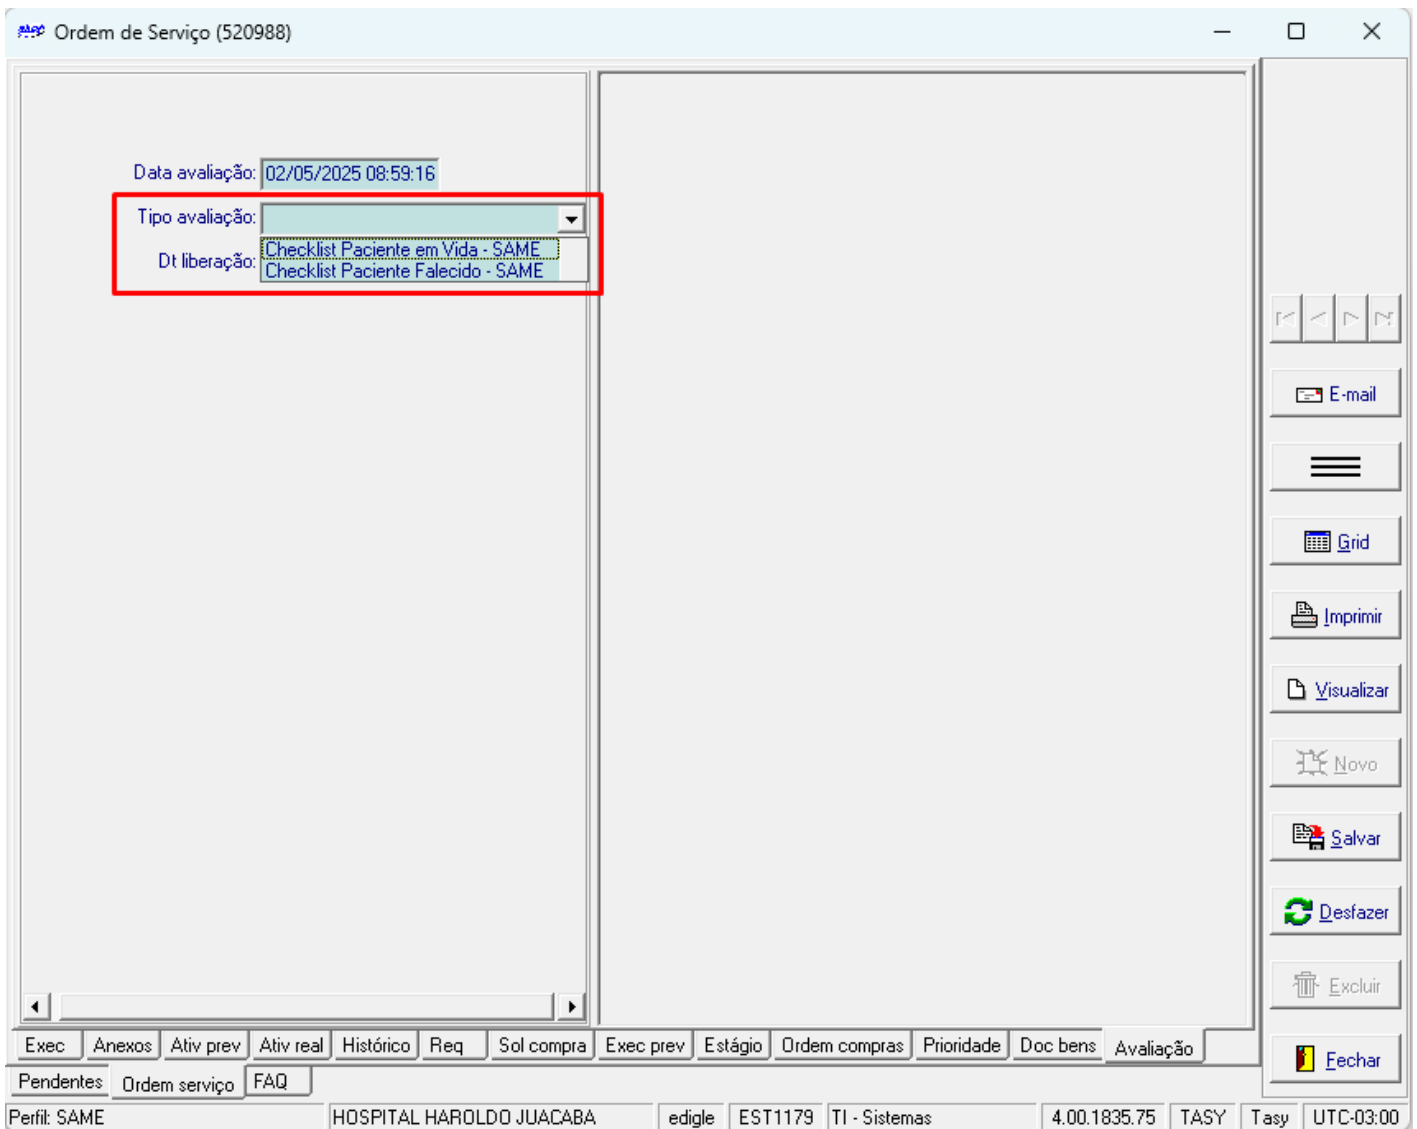 Ordem de Serviço (520988)
Data avaliação: 02/05/2025 08:59:16
Tipo avaliação:
Checklist Paciente em Vida - SAME
Dt liberação:
Checklist Paciente Falecido - SAME
E-mail
Grid
Imprimir
Visualizar
Novo
Salvar
Desfazer
Excluir
Fechar
Exec Anexos Ativ prev Ativ real Histórico Req Sol compra Exec prev Estágio Ordem compras Prioridade Doc bens Avaliação
Pendentes Ordem serviço FAQ
Perfil: SAME HOSPITAL HAROLDO JUACABA edigle EST1179 TI - Sistemas 4.00.1835.75 TASY Tasy UTC-03:00